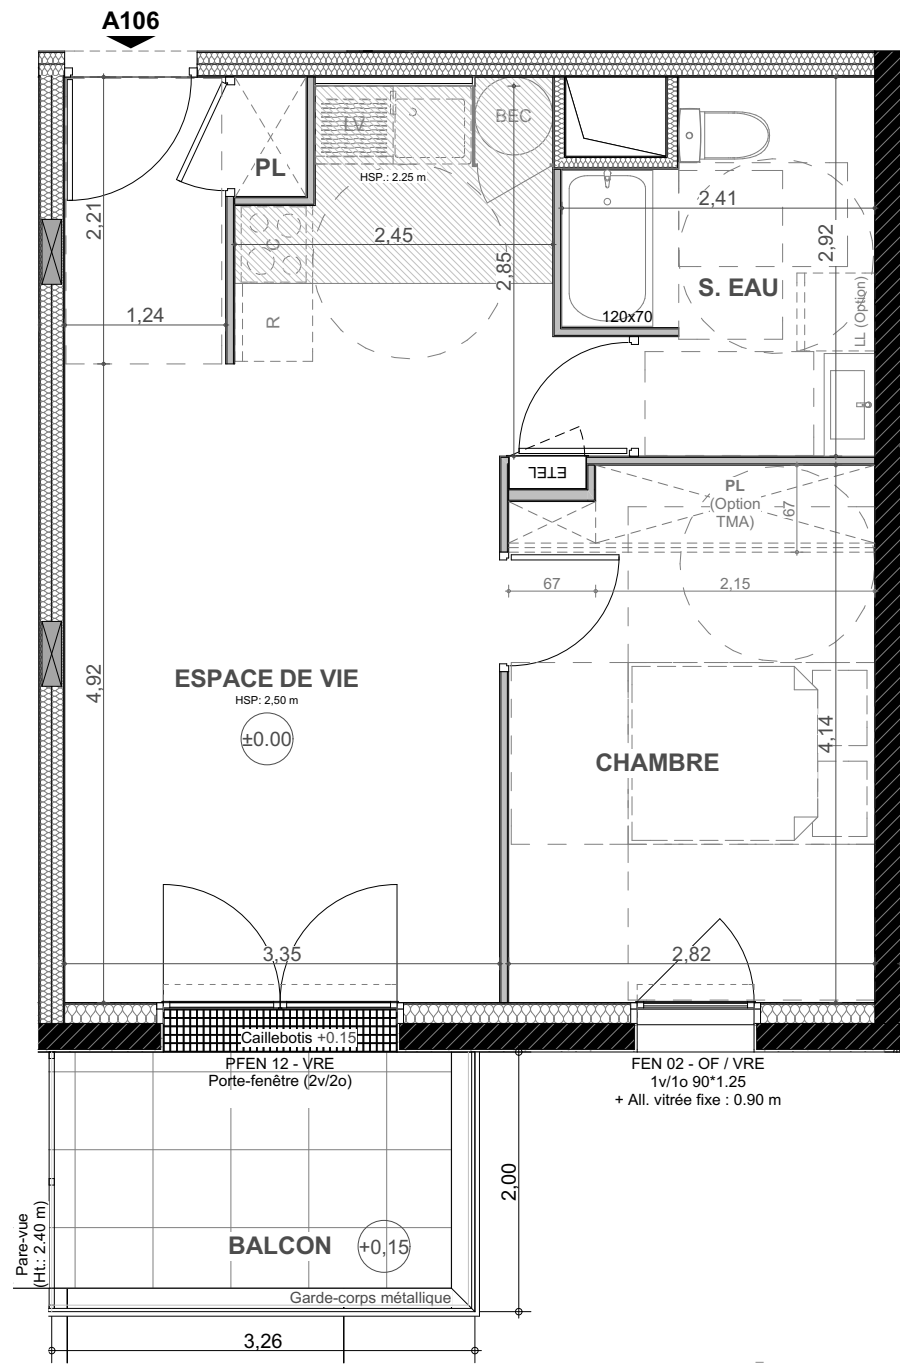 A106
LV
BEC
PL
HSP.: 2.25 m
2,41
2,21
2,45
2,92
2,85
C
S. EAU
1,24
R
120x70
LL (Option)
ETEL
PL
(Option
TMA)
67
67
2,15
4,92
ESPACE DE VIE
HSP: 2,50 m
±0.00
4,14
CHAMBRE
3,35
2,82
Caillebotis +0.15
PFEN 12 - VRE
Porte-fenêtre (2v/2o)
FEN 02 - OF / VRE
1v/1o 90*1.25
+ All. vitrée fixe : 0.90 m
2,00
Pare-vue
(Ht.: 2.40 m)
BALCON
+0,15
Garde-corps métallique
3,26